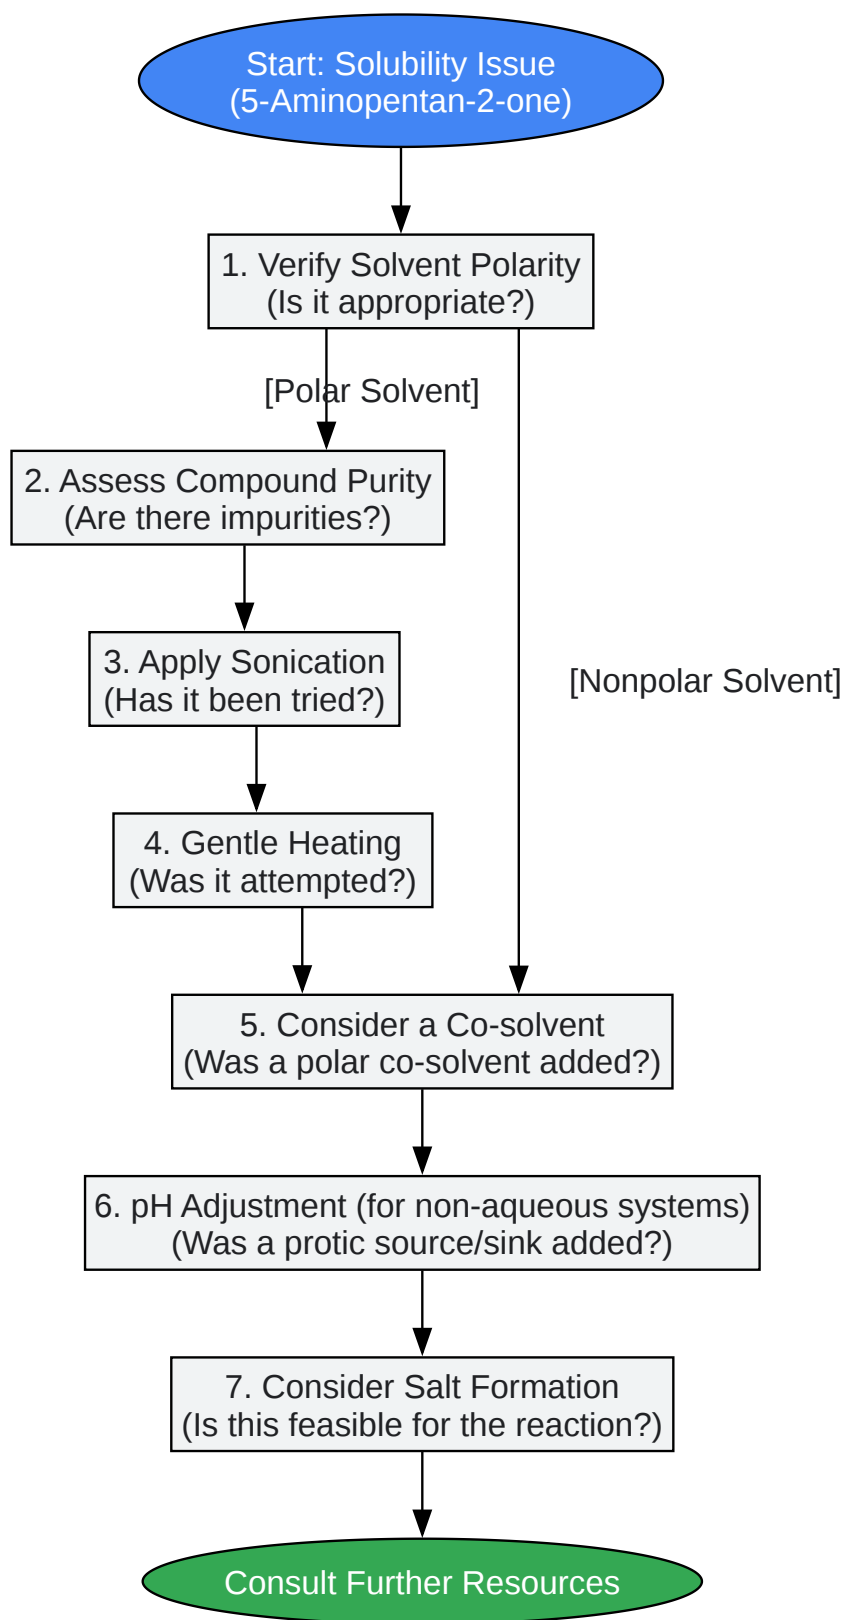 Start: Solubility Issue
(5-Aminopentan-2-one)
1. Verify Solvent Polarity
(Is it appropriate?)
[Polar Solvent]
2. Assess Compound Purity
(Are there impurities?)
3. Apply Sonication
(Has it been tried?)
[Nonpolar Solvent]
4. Gentle Heating
(Was it attempted?)
5. Consider a Co-solvent
(Was a polar co-solvent added?)
6. pH Adjustment (for non-aqueous systems)
(Was a protic source/sink added?)
7. Consider Salt Formation
(Is this feasible for the reaction?)
Consult Further Resources